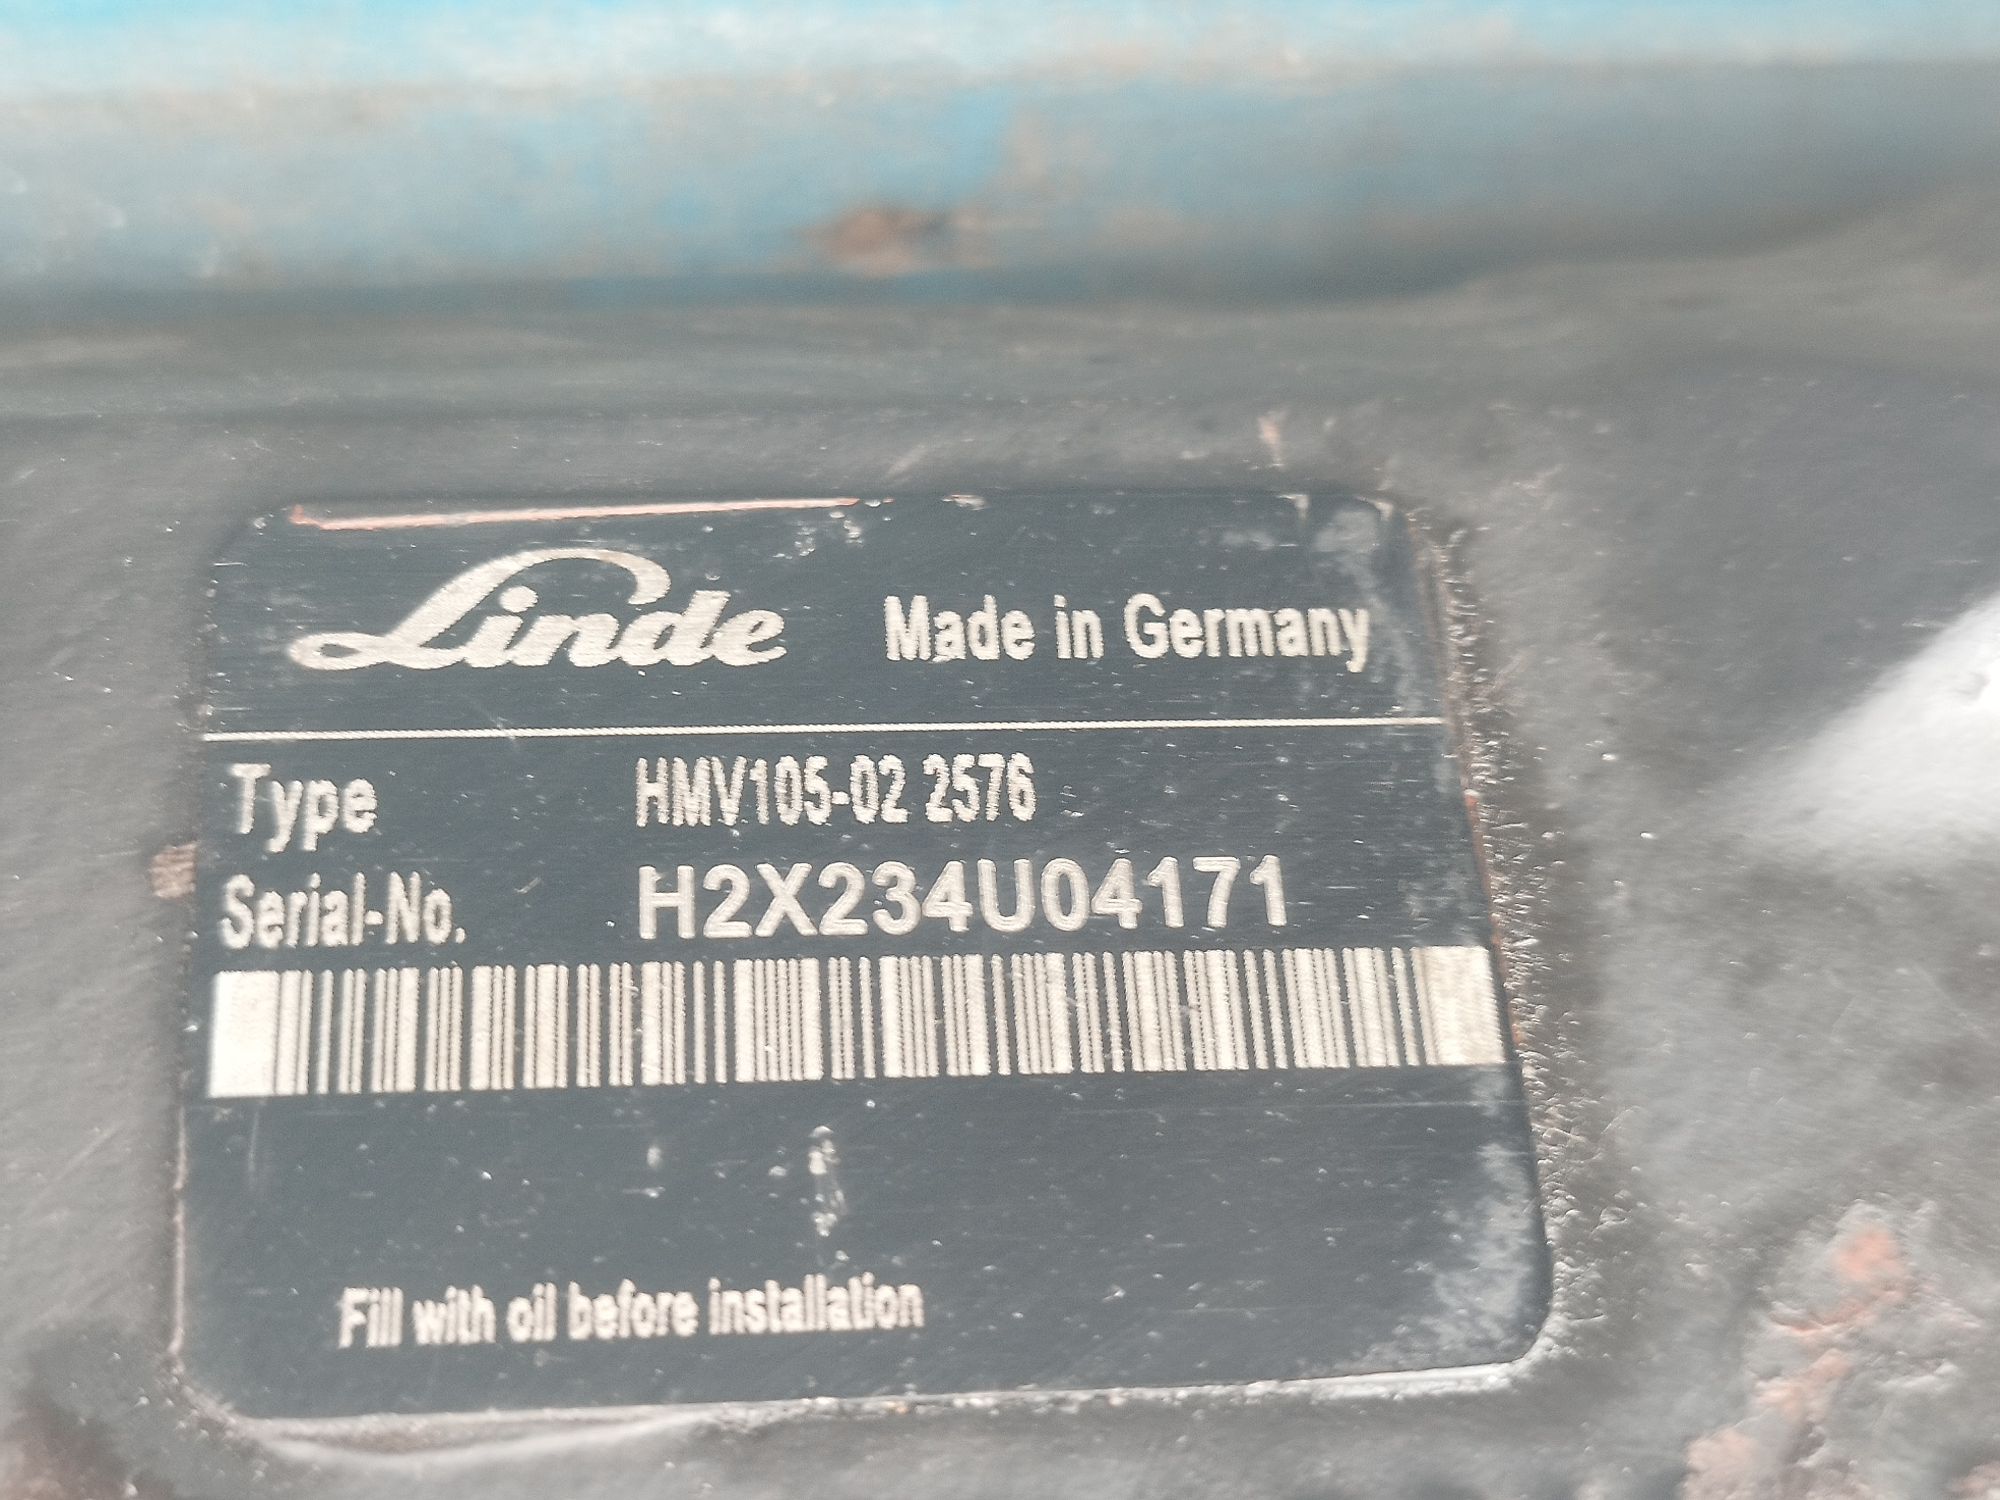 Linde Made in Germany
Type HMV105-02 2576
Serial-No. H2X234U04171
Fill with oil before installation